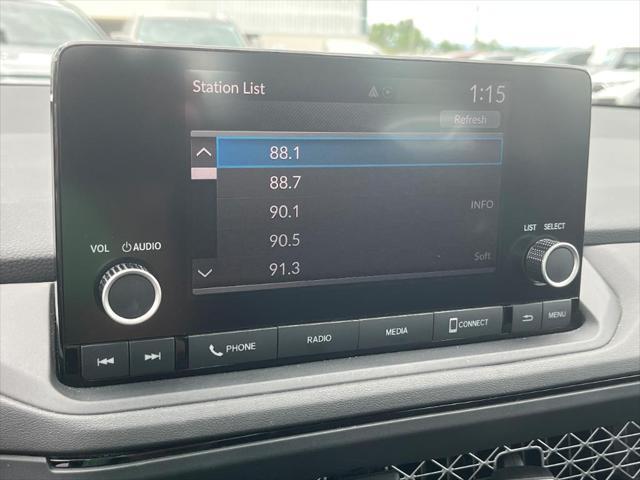 Station List
1:15
Refresh
88.1
88.7
90.1
INFO
90.5
91.3
Soft
VOL
AUDIO
LIST SELECT
PHONE
RADIO
MEDIA
CONNECT
MENU